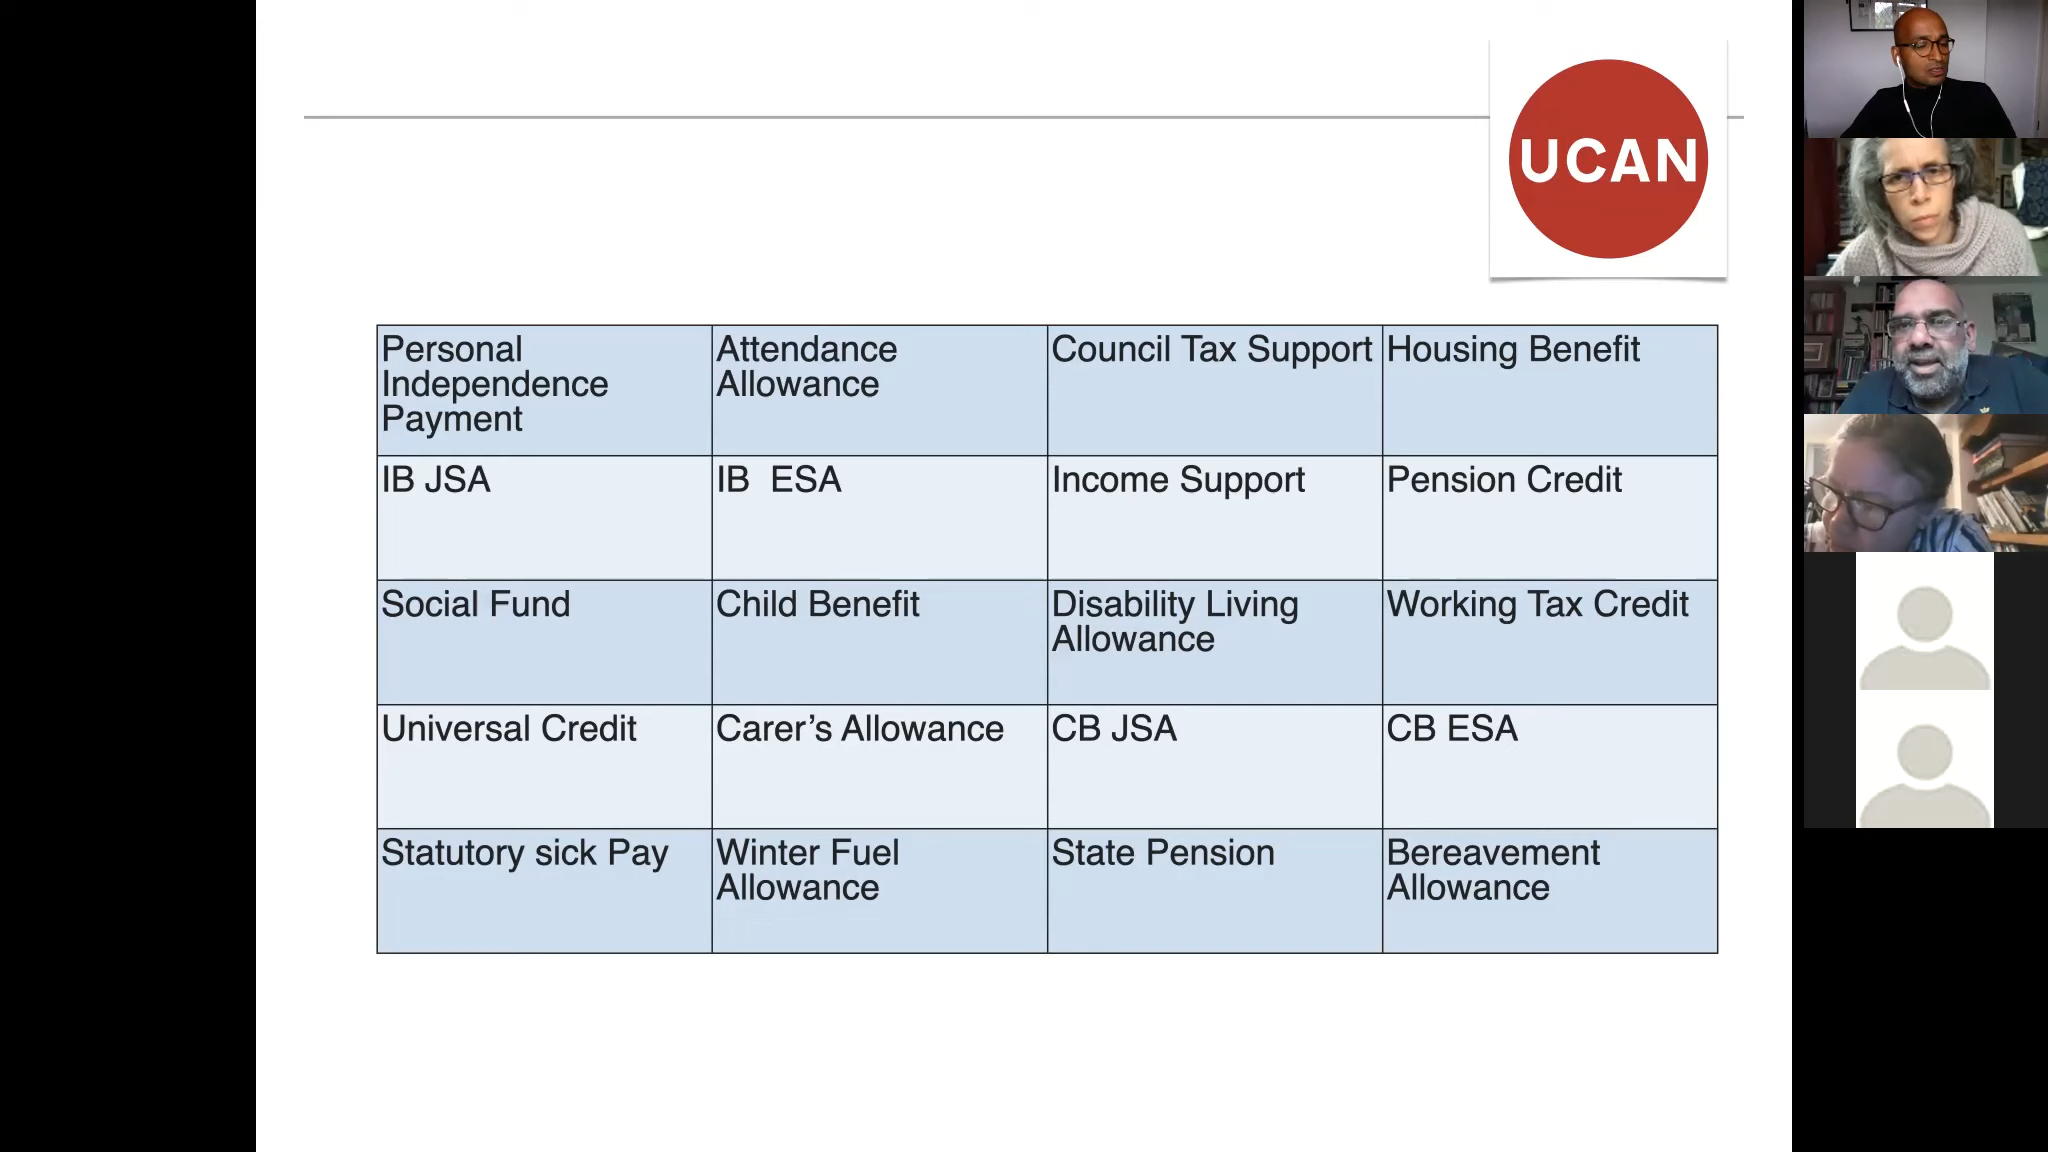 UCAN
Personal
Independence
Payment
Attendance
Allowance
Council Tax Support
Housing Benefit
IB JSA
IB  ESA
Income Support
Pension Credit
Social Fund
Child Benefit
Disability Living
Allowance
Working Tax Credit
Universal Credit
Carer’s Allowance
CB JSA
CB ESA
Statutory sick Pay
Winter Fuel
Allowance
State Pension
Bereavement
Allowance